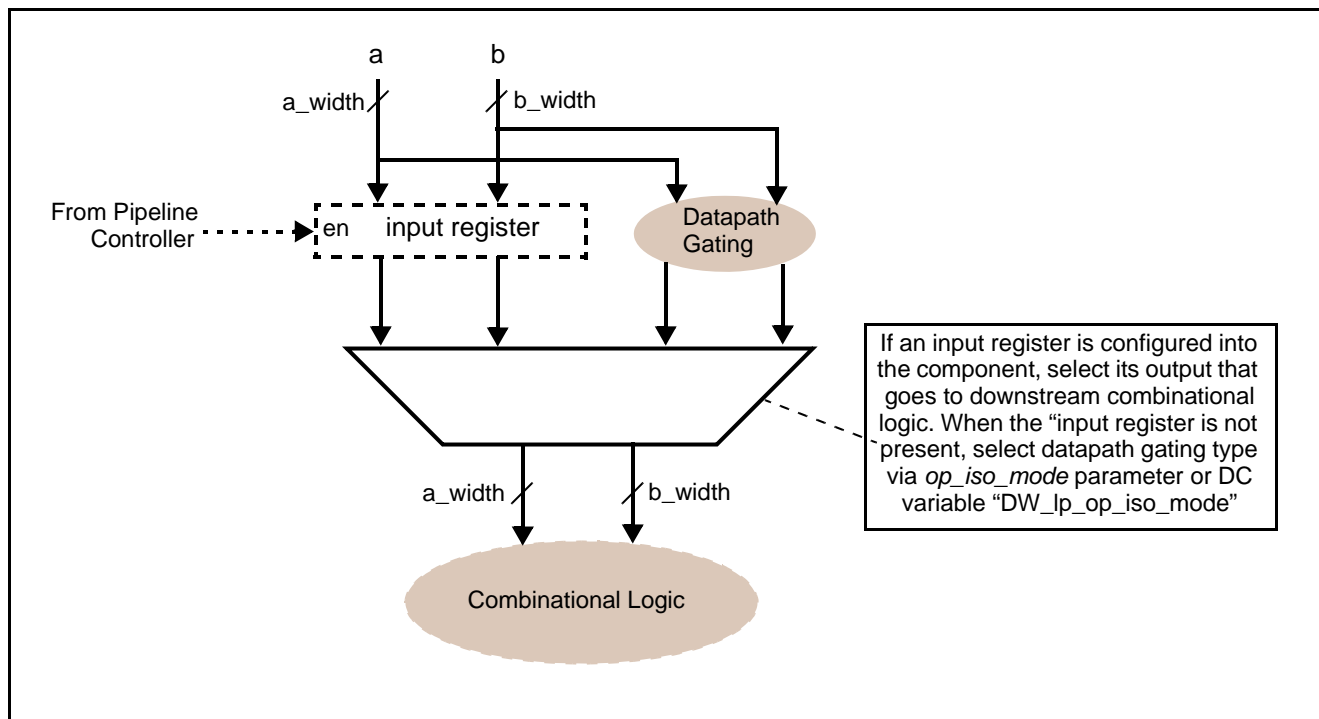 a
b
a_width
b_width
From Pipeline
Controller
en
input register
Datapath
Gating
If an input register is configured into
the component, select its output that
goes to downstream combinational
logic. When the “input register is not
present, select datapath gating type
via op_iso_mode parameter or DC
variable “DW_lp_op_iso_mode”
a_width
b_width
Combinational Logic